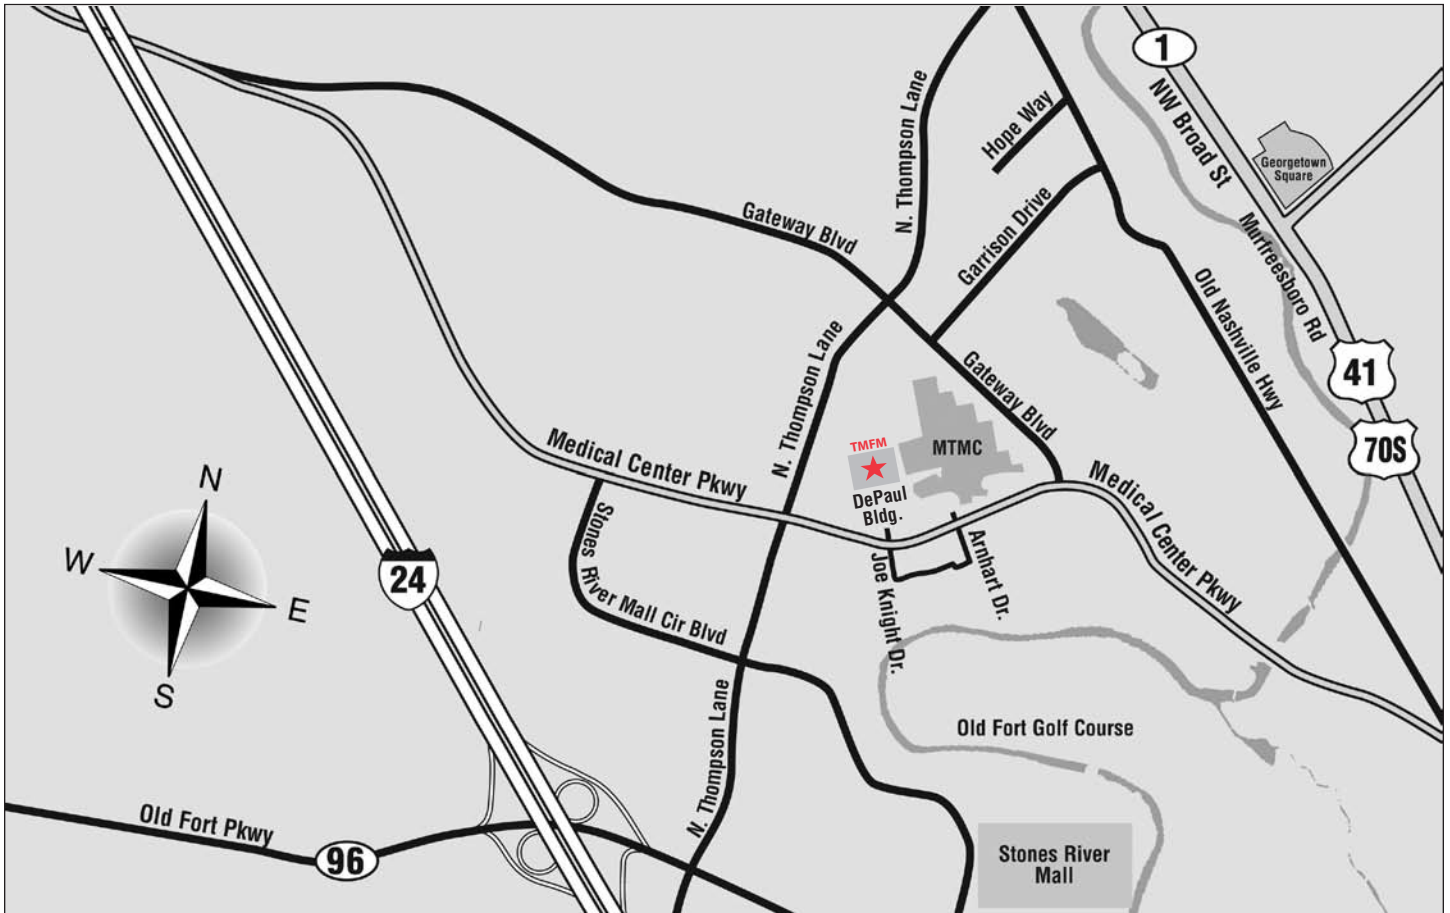 1
NW Broad St
Georgetown
Square
N. Thompson Lane
Hope Way
Gateway Blvd
Garrison Drive
Murfreesboro Rd
Old Nashville Hwy
41
70S
N. Thompson Lane
Gateway Blvd
TMFM
MTMC
DePaul
Bldg.
Medical Center Pkwy
Medical Center Pkwy
N
W
E
S
24
Stones River Mall Cir Blvd
Joe Knight Dr.
Arnhart Dr.
N. Thompson Lane
Old Fort Golf Course
Old Fort Pkwy
96
Stones River
Mall